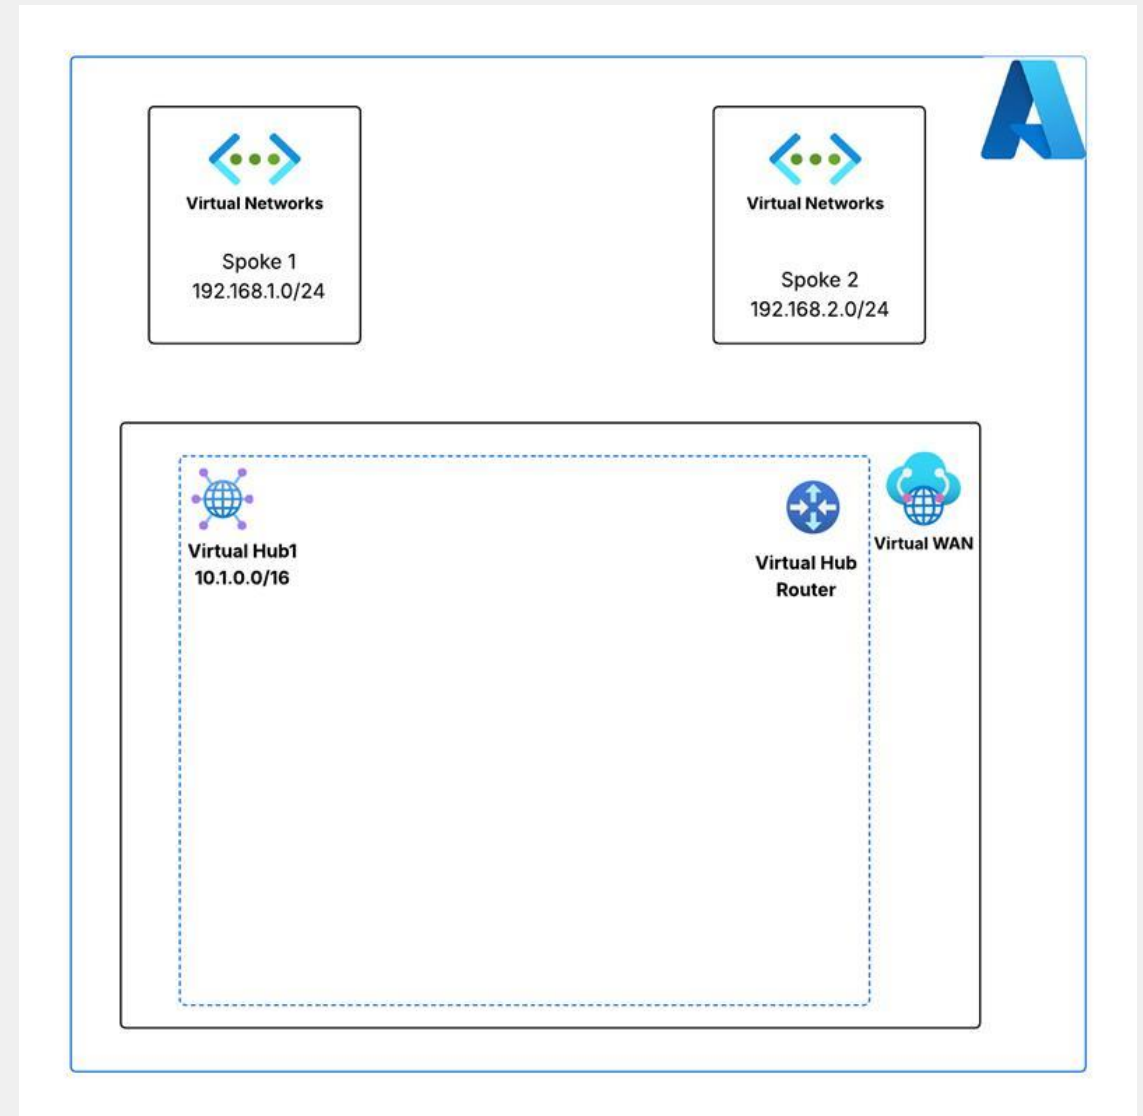 Virtual Networks
Spoke 1
192.168.1.0/24
Virtual Networks
Spoke 2
192.168.2.0/24
Virtual Hub1
10.1.0.0/16
Virtual Hub
Router
Virtual WAN